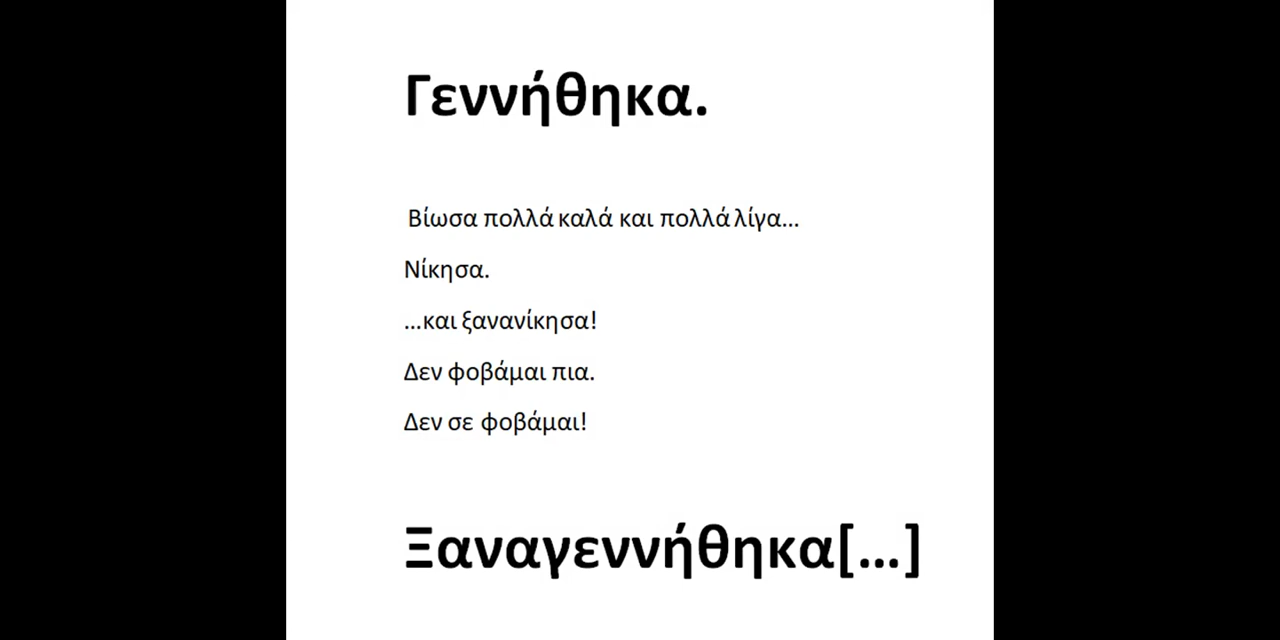 Γεννήθηκα.
Βίωσα πολλά καλά και πολλά λίγα...
Νίκησα.
...και ξανανίκησα!
Δεν φοβάμαι πια.
Δεν σε φοβάμαι!
Ξαναγεννήθηκα[...]